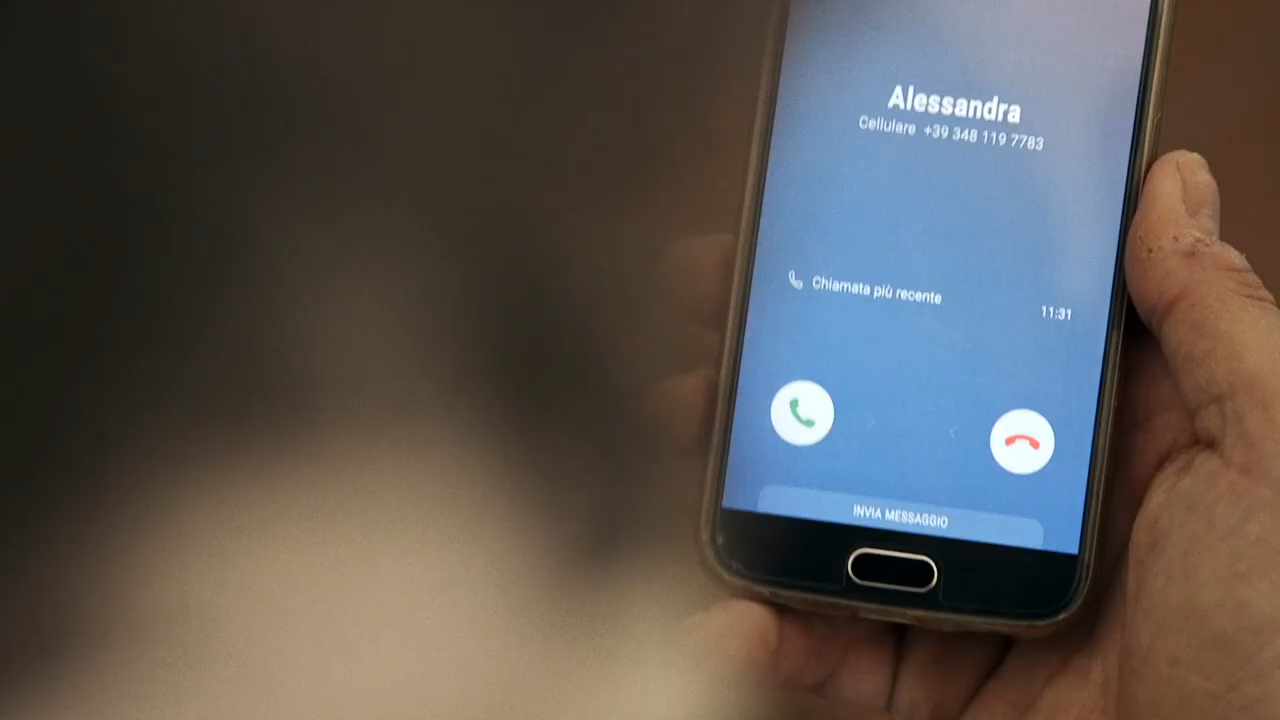 Alessandra
Cellulare +39 348 119 7783
Chiamata più recente
11:31
INVIA MESSAGGIO